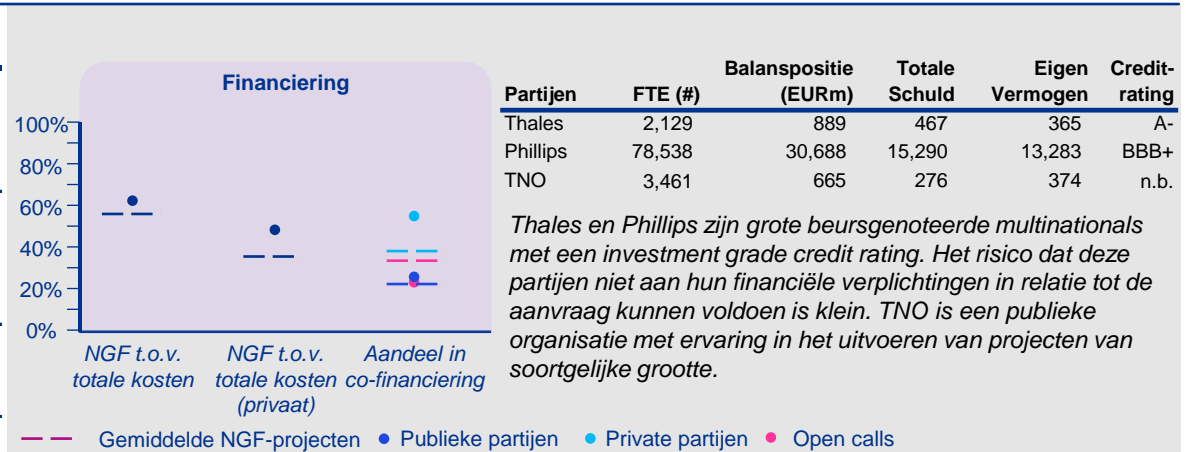 Financiering
100%
80%
60%
40%
20%
0%
NGF t.o.v. totale kosten
NGF t.o.v. totale kosten (privaat)
Aandeel in co-financiering
Gemiddelde NGF-projecten
Publieke partijen
Private partijen
Open calls
Partijen FTE (#) Balanspositie (EURm) Totale Schuld Eigen Vermogen Credit-rating
Thales 2,129 889 467 365 A-
Phillips 78,538 30,688 15,290 13,283 BBB+
TNO 3,461 665 276 374 n.b.
Thales en Phillips zijn grote beursgenoteerde multinationals
met een investment grade credit rating. Het risico dat deze
partijen niet aan hun financiële verplichtingen in relatie tot de
aanvraag kunnen voldoen is klein. TNO is een publieke
organisatie met ervaring in het uitvoeren van projecten van
soortgelijke grootte.